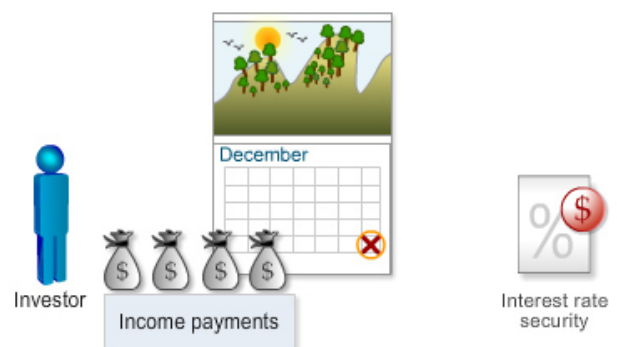 December
%
$
$ $ $ $
Investor
Income payments
Interest rate
security